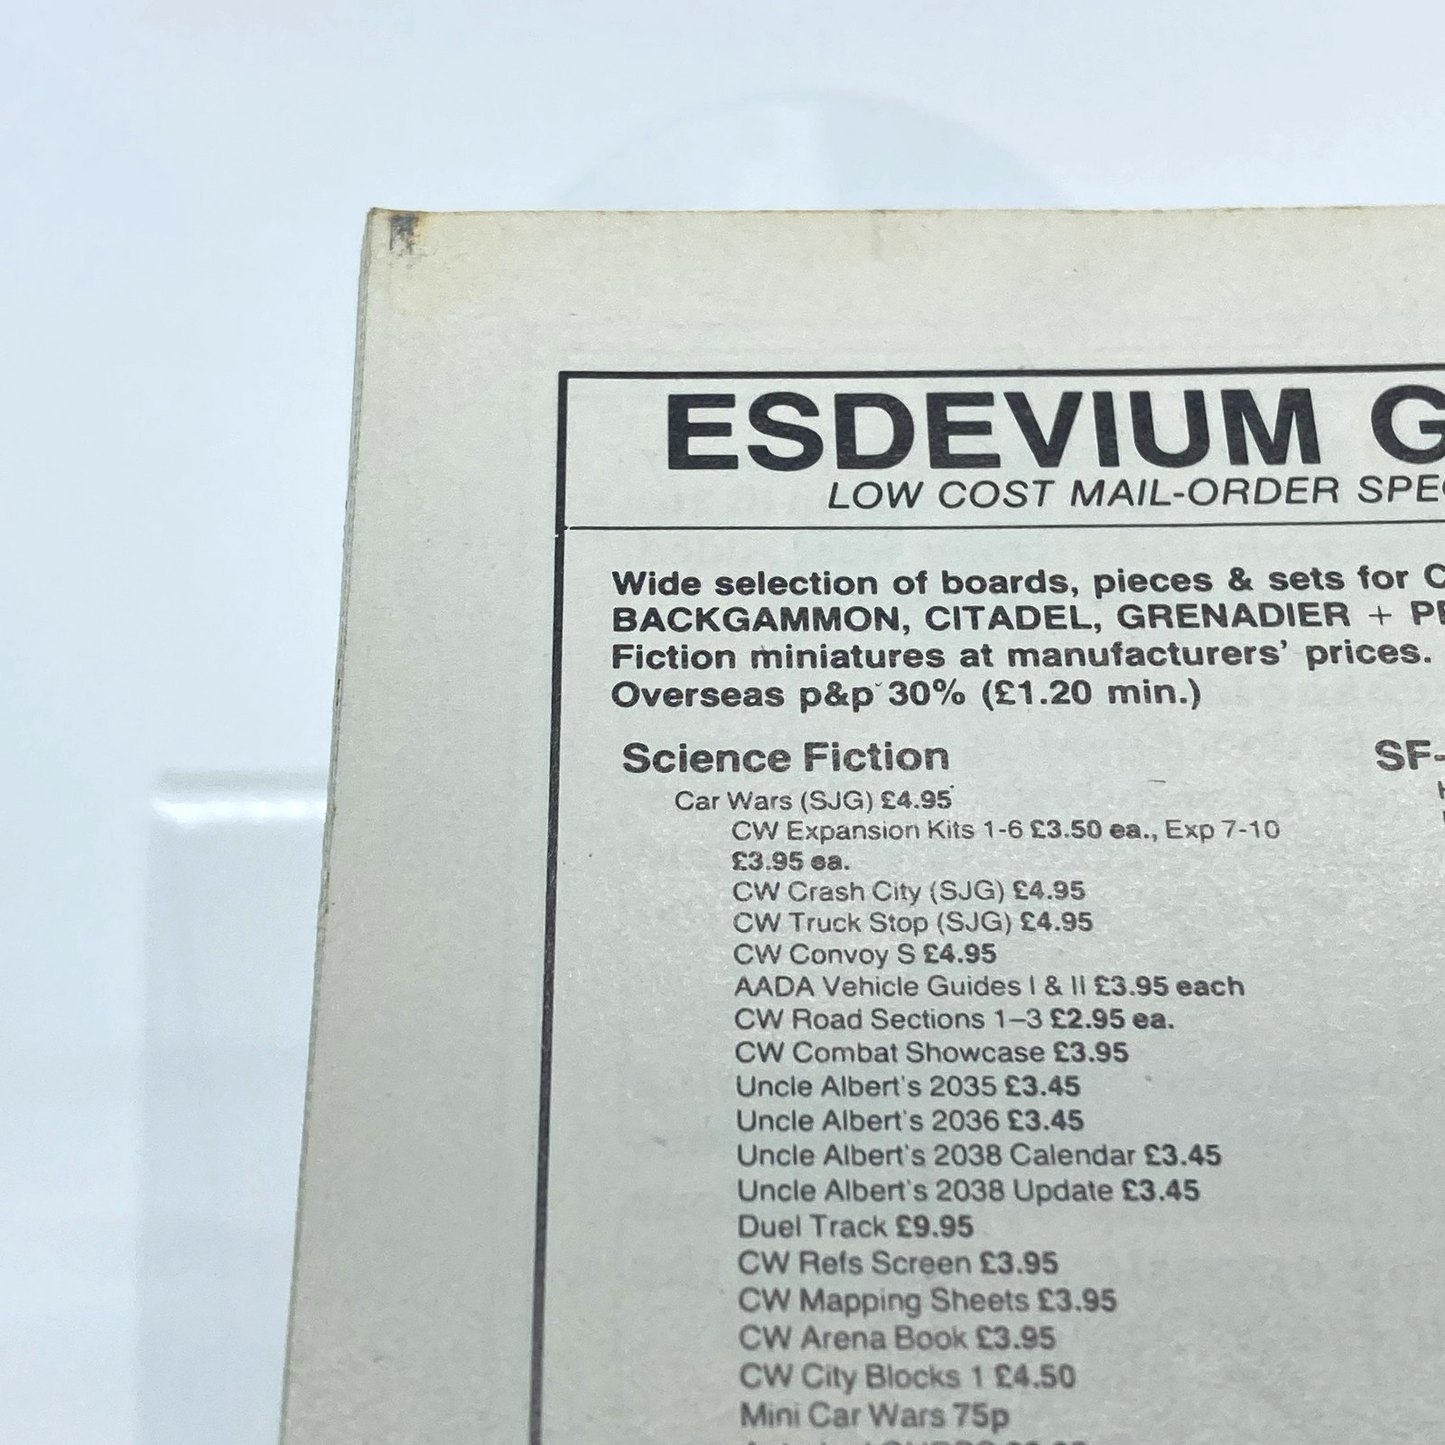 ESDEVIUM G
LOW COST MAIL-ORDER SPEC
Wide selection of boards, pieces & sets for C
BACKGAMMON, CITADEL, GRENADIER +
Fiction miniatures at manufacturers' prices.
Overseas p&p 30% (£1.20 min.)
Science Fiction
SF-
Car Wars (SJG) £4.95
CW Expansion Kits 1-6 £3.50 ea., Exp 7-10
£3.95 ea.
CW Crash City (SJG) £4.95
CW Truck Stop (SJG) £4.95
CW Convoy S £4.95
AADA Vehicle Guides I & II £3.95 each
CW Road Sections 1–3 £2.95 ea.
CW Combat Showcase £3.95
Uncle Albert's 2035 £3.45
Uncle Albert's 2036 £3.45
Uncle Albert's 2038 Calendar £3.45
Uncle Albert's 2038 Update £3.45
Duel Track £9.95
CW Refs Screen £3.95
CW Mapping Sheets £3.95
CW Arena Book £3.95
CW City Blocks 1 £4.50
Mini Car Wars 75p